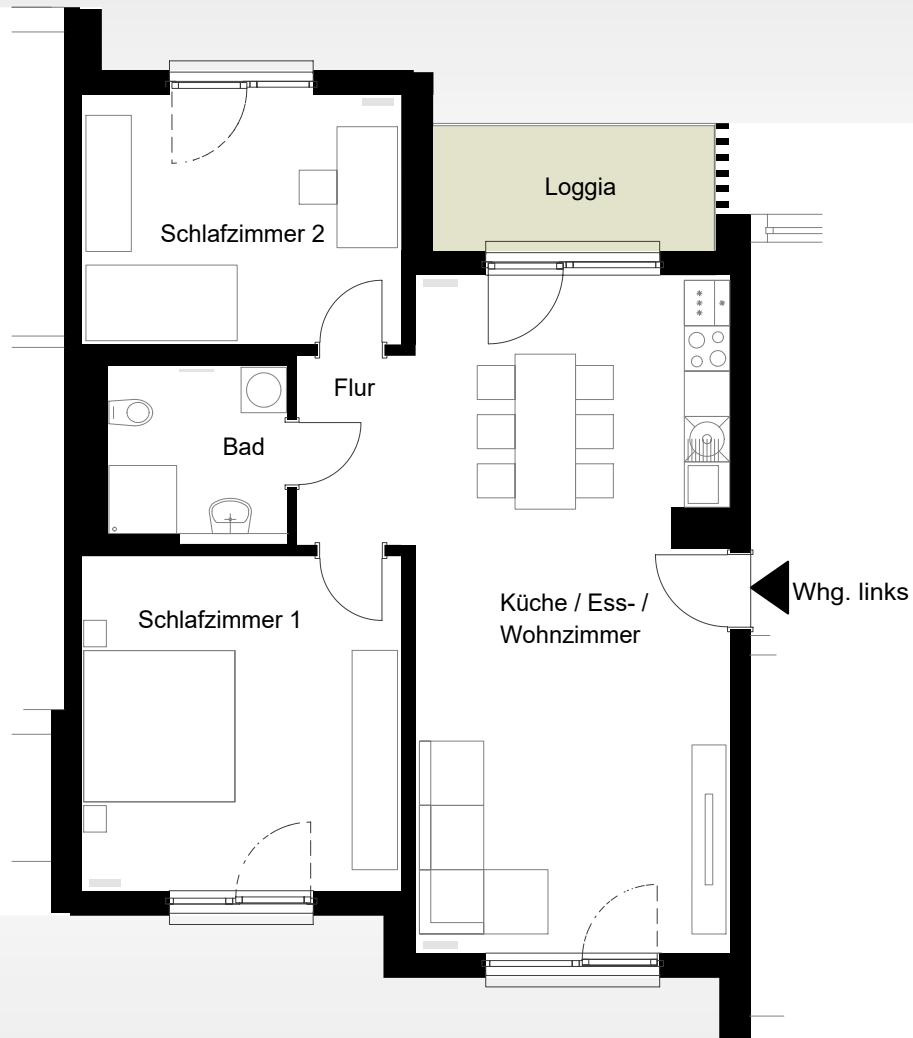 Loggia
Schlafzimmer 2
Flur
Bad
Schlafzimmer 1
Küche / Ess- /
Wohnzimmer
Whg. links